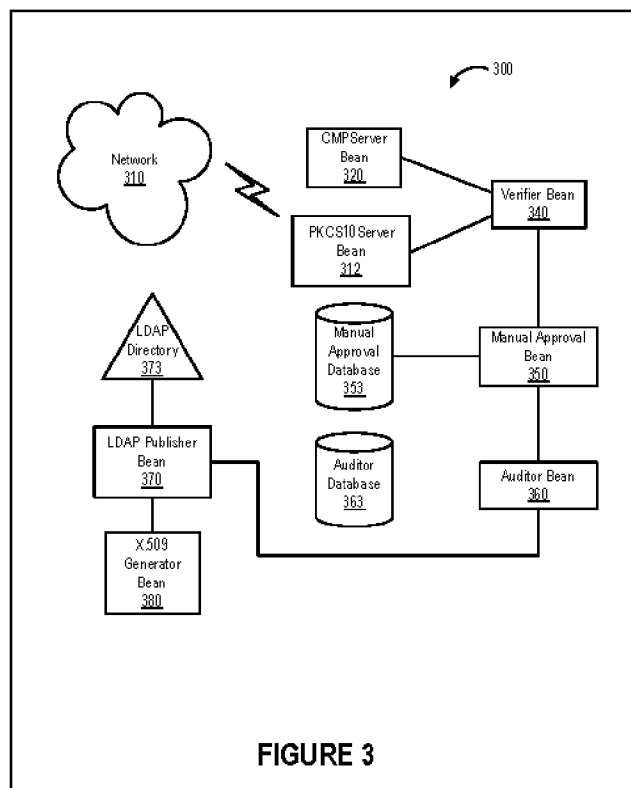 300
Network
310
CMP Server
Bean
320
Verifier Bean
340
PKCS10 Server
Bean
312
LDAP
Directory
373
Manual
Approval
Database
353
Manual Approval
Bean
350
LDAP Publisher
Bean
370
Auditor
Database
363
Auditor Bean
360
X.509
Generator
Bean
380
FIGURE 3